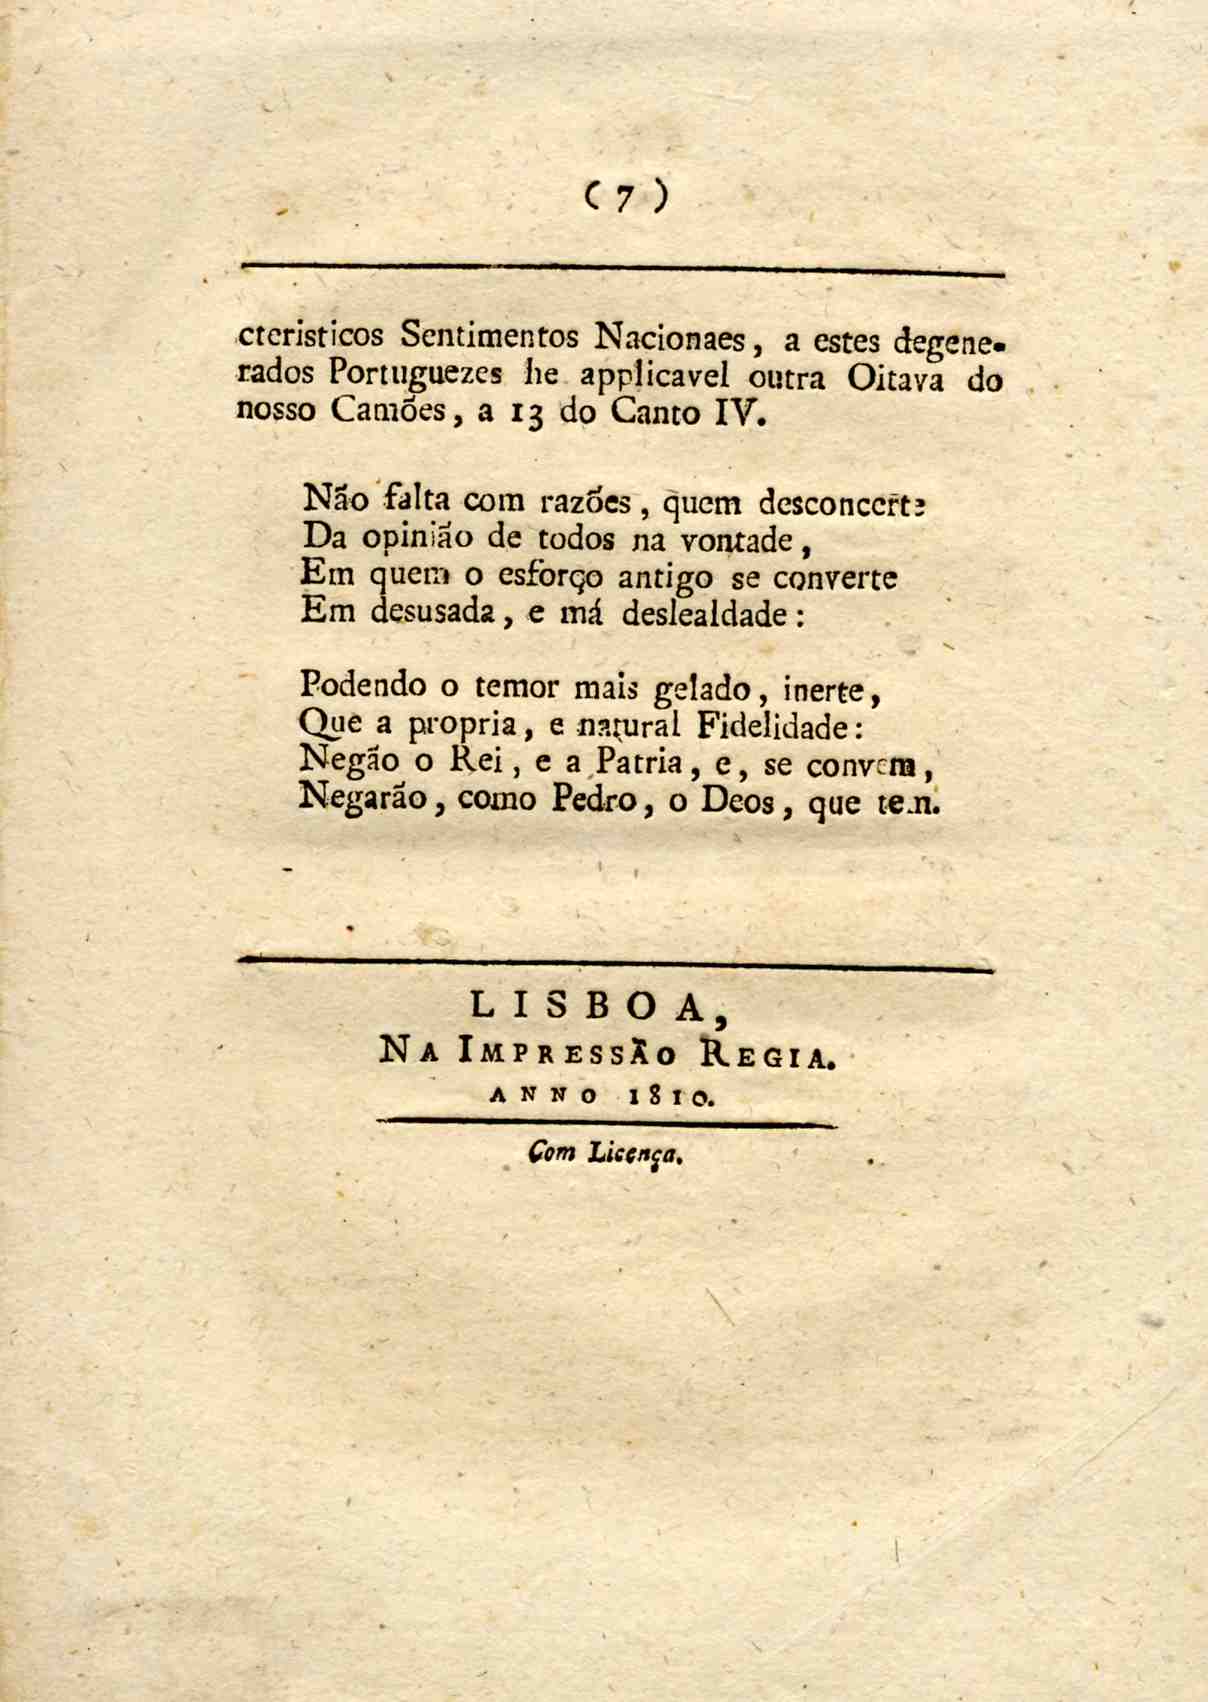 ( 7 )
cteristicos Sentimentos Nacionaes, a estes degene-
rados Portuguezes he applicavel outra Oitava do
nosso Camões, a 13 do Canto IV.
Não falta com razões, quem desconcerte
Da opinião de todos na vontade,
Em quem o esforço antigo se converte
Em desusada, e má deslealdade:
Podendo o temor mais gelado, inerte,
Que a propria, e natural Fidelidade:
Negão o Rei, e a Patria, e, se convem,
Negarão, como Pedro, o Deos, que tem.
LISBOA,
NA IMPRESSÃO REGIA.
ANNO 1810.
Com Licença.